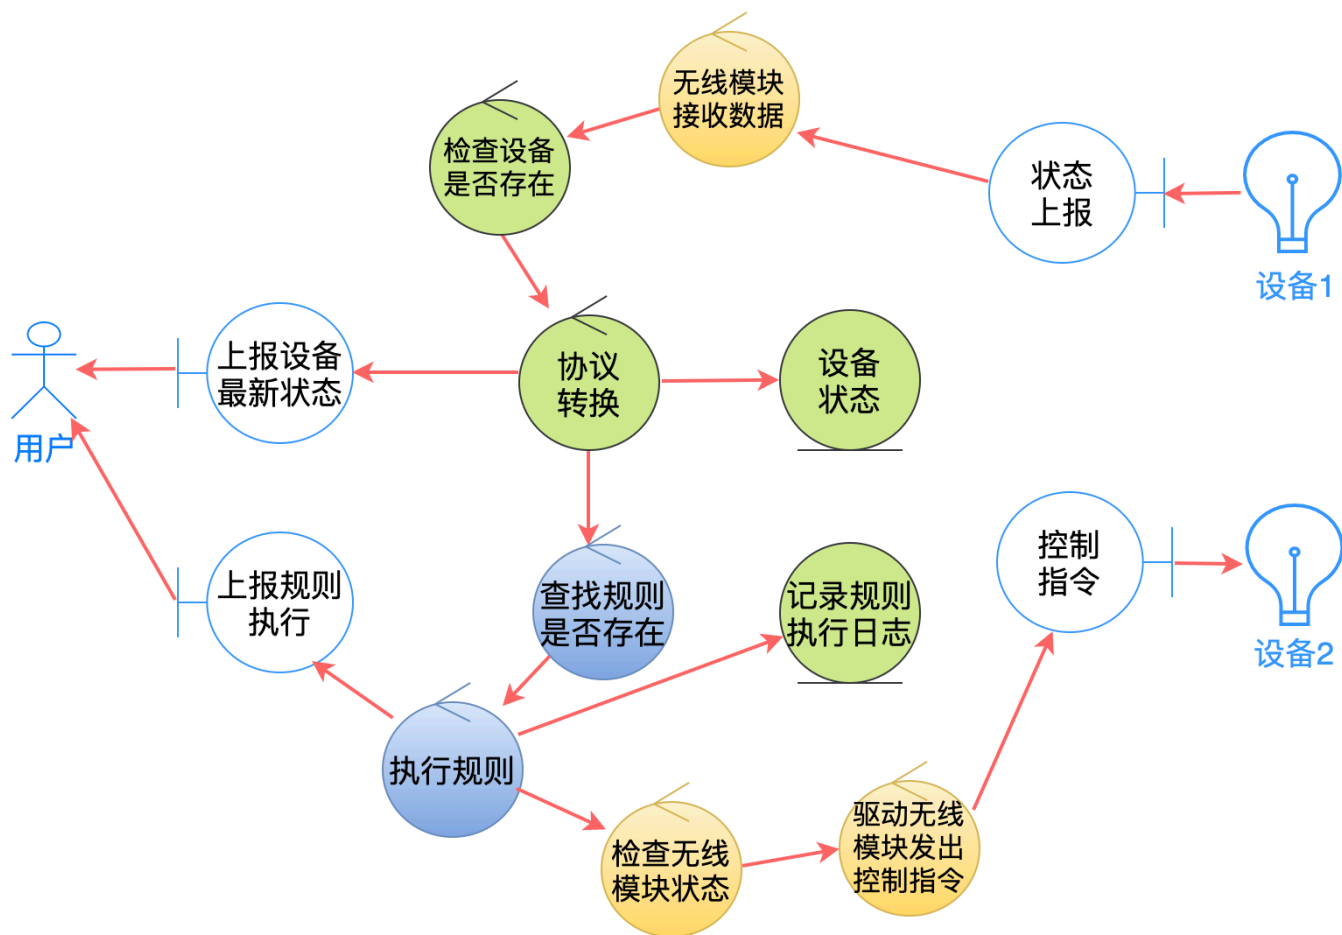 无线模块
接收数据
检查设备
是否存在
状态
上报
设备1
上报设备
最新状态
协议
转换
设备
状态
用户
上报规则
执行
查找规则
是否存在
记录规则
执行日志
控制
指令
设备2
执行规则
检查无线
模块状态
驱动无线
模块发出
控制指令